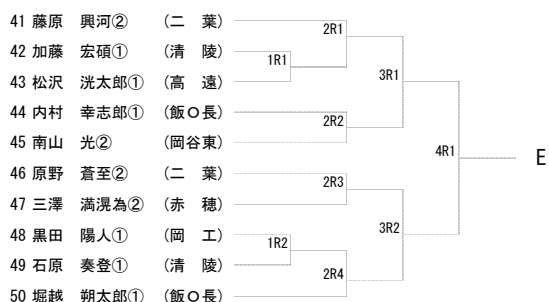 41 藤原　興河② （二　葉）
42 加藤　宏碩① （清　陵）
43 松沢　洸太郎① （高　遠）
44 内村　幸志郎① （飯Ｏ長）
45 南山　光② （岡谷東）
46 原野　蒼至② （二　葉）
47 三澤　満滉為② （赤　穂）
48 黒田　陽人① （岡　工）
49 石原　奏登① （清　陵）
50 堀越　朔太郎① （飯Ｏ長）
1R1
1R2
2R1
2R2
2R3
2R4
3R1
3R2
4R1
E